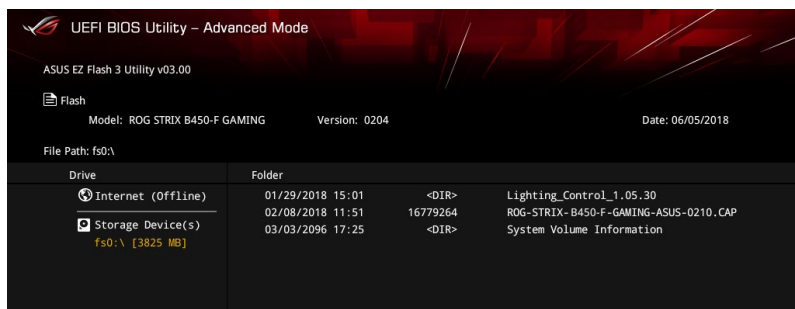 UEFI BIOS Utility – Advanced Mode
ASUS EZ Flash 3 Utility v03.00
Flash
Model: ROG STRIX B450-F GAMING Version: 0204 Date: 06/05/2018
File Path: fs0:\
Drive Folder
Internet (Offline) 01/29/2018 15:01 <DIR> Lighting_Control_1.05.30
02/08/2018 11:51 16779264 ROG-STRIX-B450-F-GAMING-ASUS-0210.CAP
Storage Device(s) 03/03/2096 17:25 <DIR> System Volume Information
fs0:\ [3825 MB]